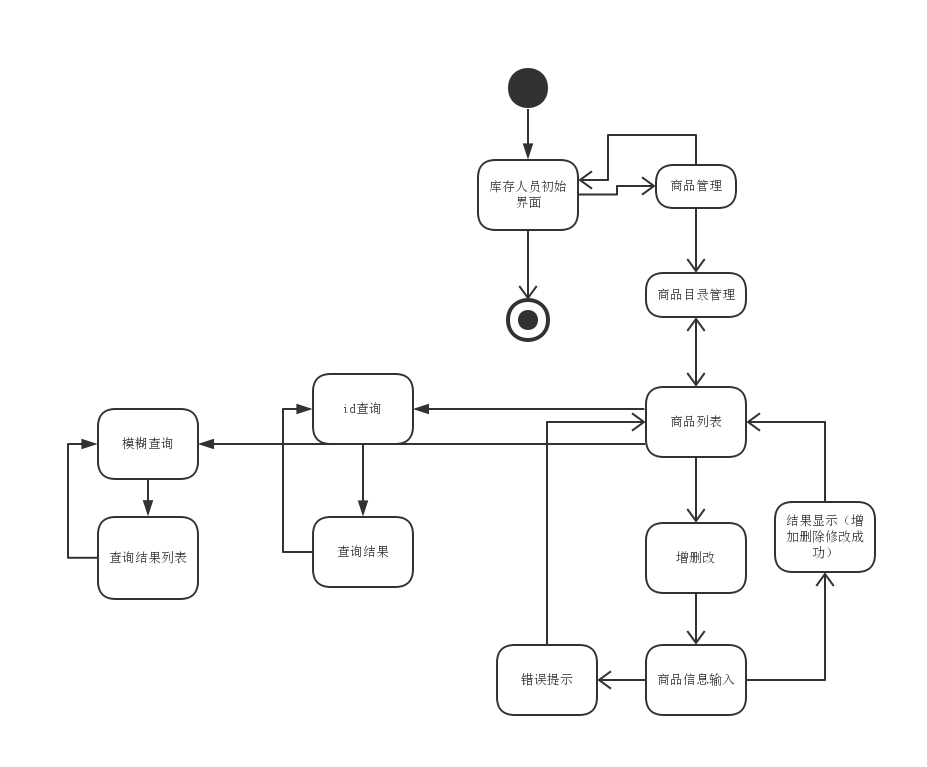 库存人员初始
界面
商品管理
商品目录管理
id查询
商品列表
模糊查询
结果显示（增
加删除修改成
功）
查询结果列表
查询结果
增删改
错误提示
商品信息输入